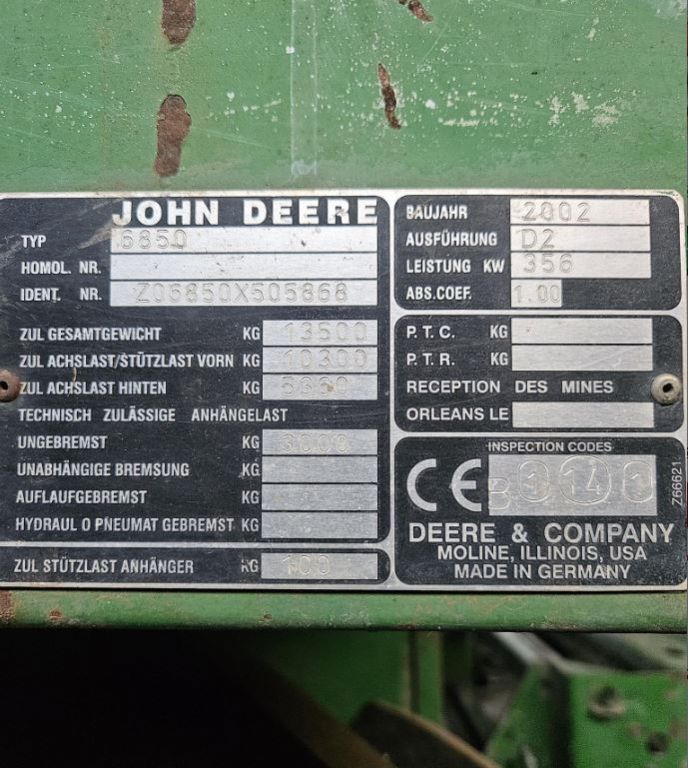 JOHN DEERE
TYP 6850
HOMOL. NR.
IDENT. NR. Z06850X505868
ZUL GESAMTGEWICHT KG 13500
ZUL ACHSLAST/STÜTZLAST VORN KG 10300
ZUL ACHSLAST HINTEN KG
TECHNISCH ZULÄSSIGE ANHÄNGELAST
UNGEBREMST KG 3000
UNABHÄNGIGE BREMSUNG KG
AUFLAUFGEBREMST KG
HYDRAUL O PNEUMAT GEBREMST KG
ZUL STÜTZLAST ANHÄNGER KG 100
BAUJAHR 2002
AUSFÜHRUNG D2
LEISTUNG KW 356
ABS.COEF. 1.00
P.T.C. KG
P.T.R. KG
RECEPTION DES MINES
ORLEANS LE
INSPECTION CODES
CE
Z66621
DEERE & COMPANY
MOLINE, ILLINOIS, USA
MADE IN GERMANY